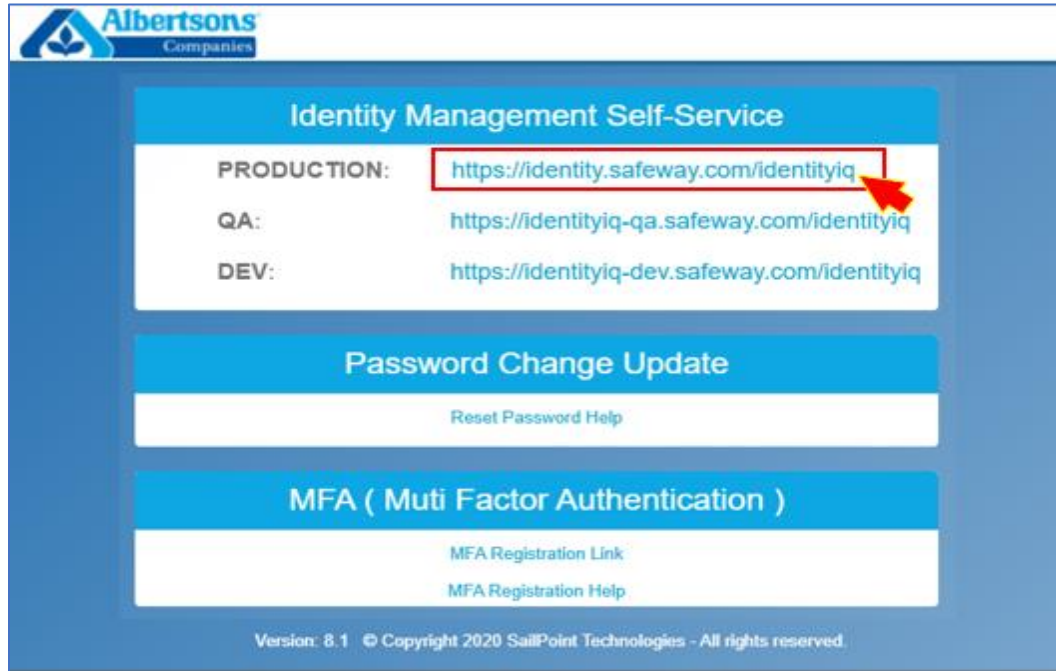 Albertsons
Companies
Identity Management Self-Service
PRODUCTION: https://identity.safeway.com/identityiq
QA: https://identityiq-qa.safeway.com/identityiq
DEV: https://identityiq-dev.safeway.com/identityiq
Password Change Update
Reset Password Help
MFA ( Muti Factor Authentication )
MFA Registration Link
MFA Registration Help
Version: 8.1 © Copyright 2020 SailPoint Technologies - All rights reserved.